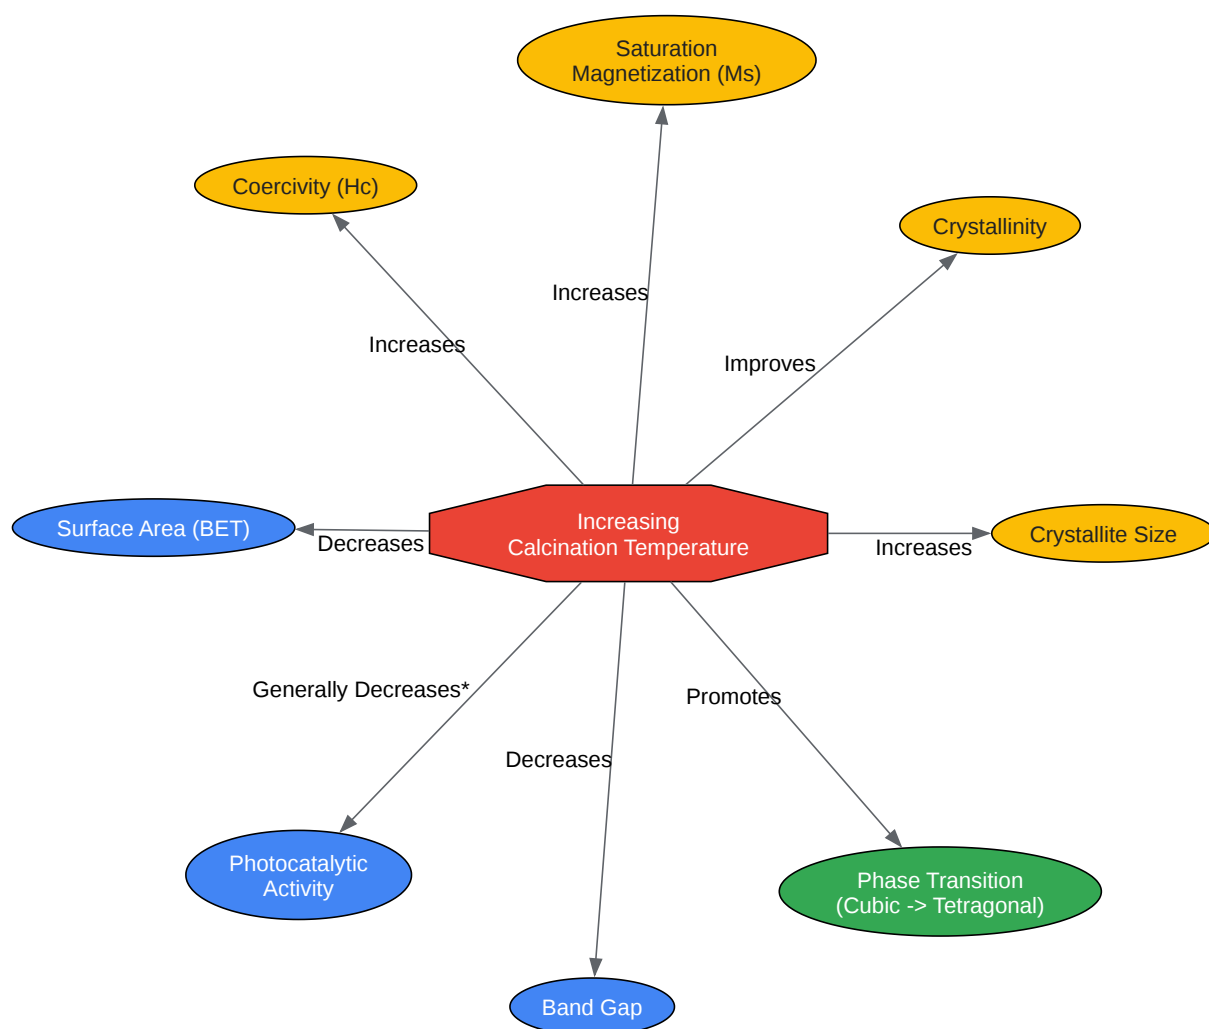 Saturation
Magnetization (Ms)
Coercivity (Hc)
Crystallinity
Increases
Increases
Improves
Surface Area (BET)
Decreases
Increasing
Calcination Temperature
Increases
Crystallite Size
Generally Decreases*
Promotes
Decreases
Photocatalytic
Activity
Phase Transition
(Cubic -> Tetragonal)
Band Gap